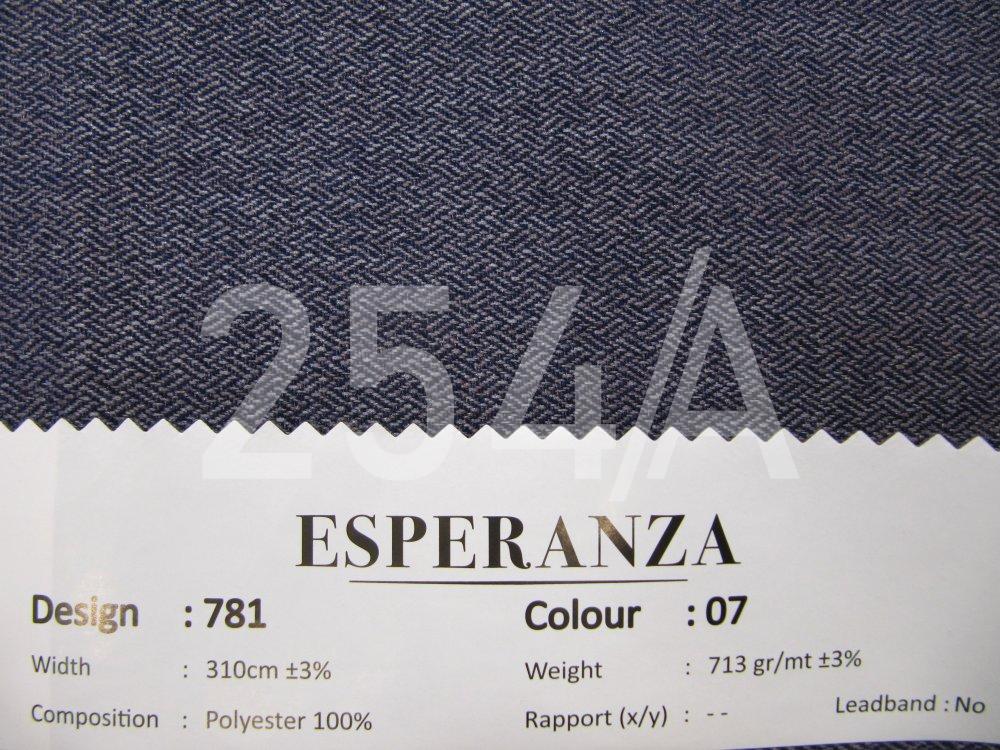 254/A
ESPERANZA
Design : 781 Colour : 07
Width : 310cm ±3% Weight : 713 gr/mt ±3%
Composition : Polyester 100% Rapport (x/y) : -- Leadband : No